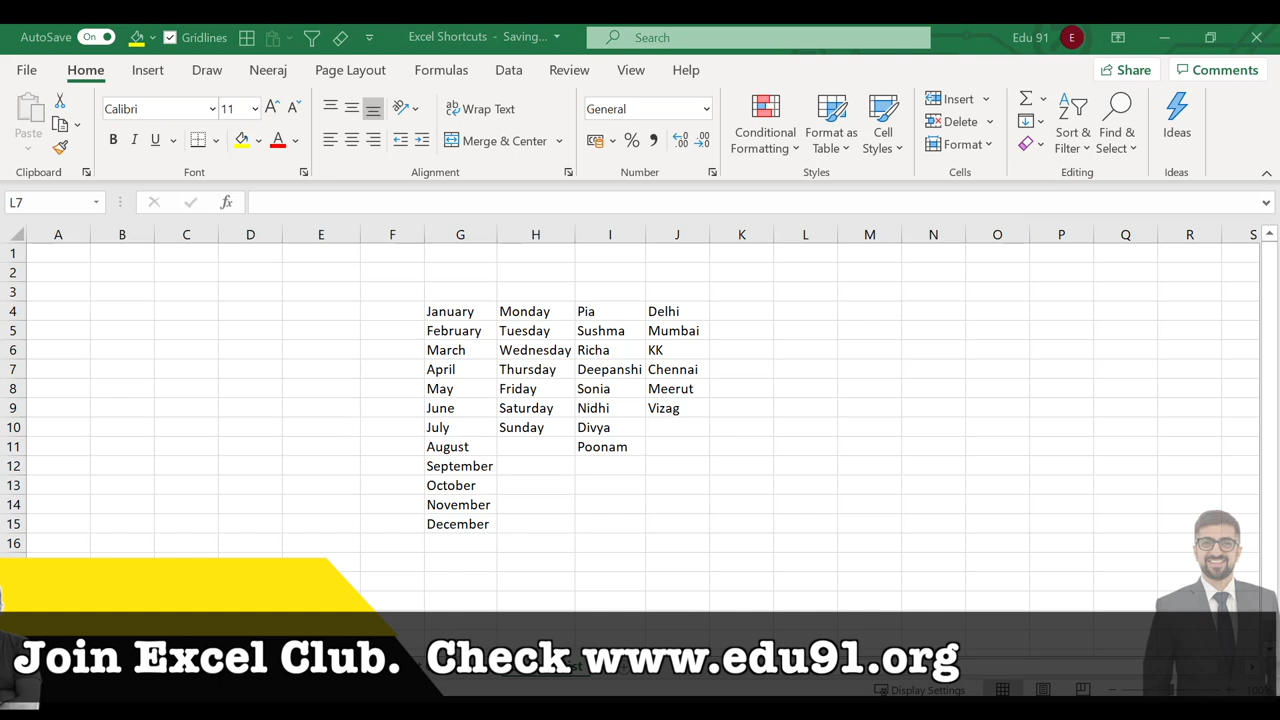 AutoSave On Gridlines Excel Shortcuts - Saving... Search Edu 91 E
File Home Insert Draw Neeraj Page Layout Formulas Data Review View Help Share Comments
Paste Calibri 11 Wrap Text General Conditional Formatting Format as Table Cell Styles Insert Sort & Filter Find & Select Ideas
B I U A Merge & Center % , Delete
Format
Clipboard Font Alignment Number Styles Cells Editing Ideas
L7 fx
A B C D E F G H I J K L M N O P Q R S
1
2
3
4 January Monday Pia Delhi
5 February Tuesday Sushma Mumbai
6 March Wednesday Richa KK
7 April Thursday Deepanshi Chennai
8 May Friday Sonia Meerut
9 June Saturday Nidhi Vizag
10 July Sunday Divya
11 August Poonam
12 September
13 October
14 November
15 December
16
Join Excel Club. Check www.edu91.org
Display Settings 100%